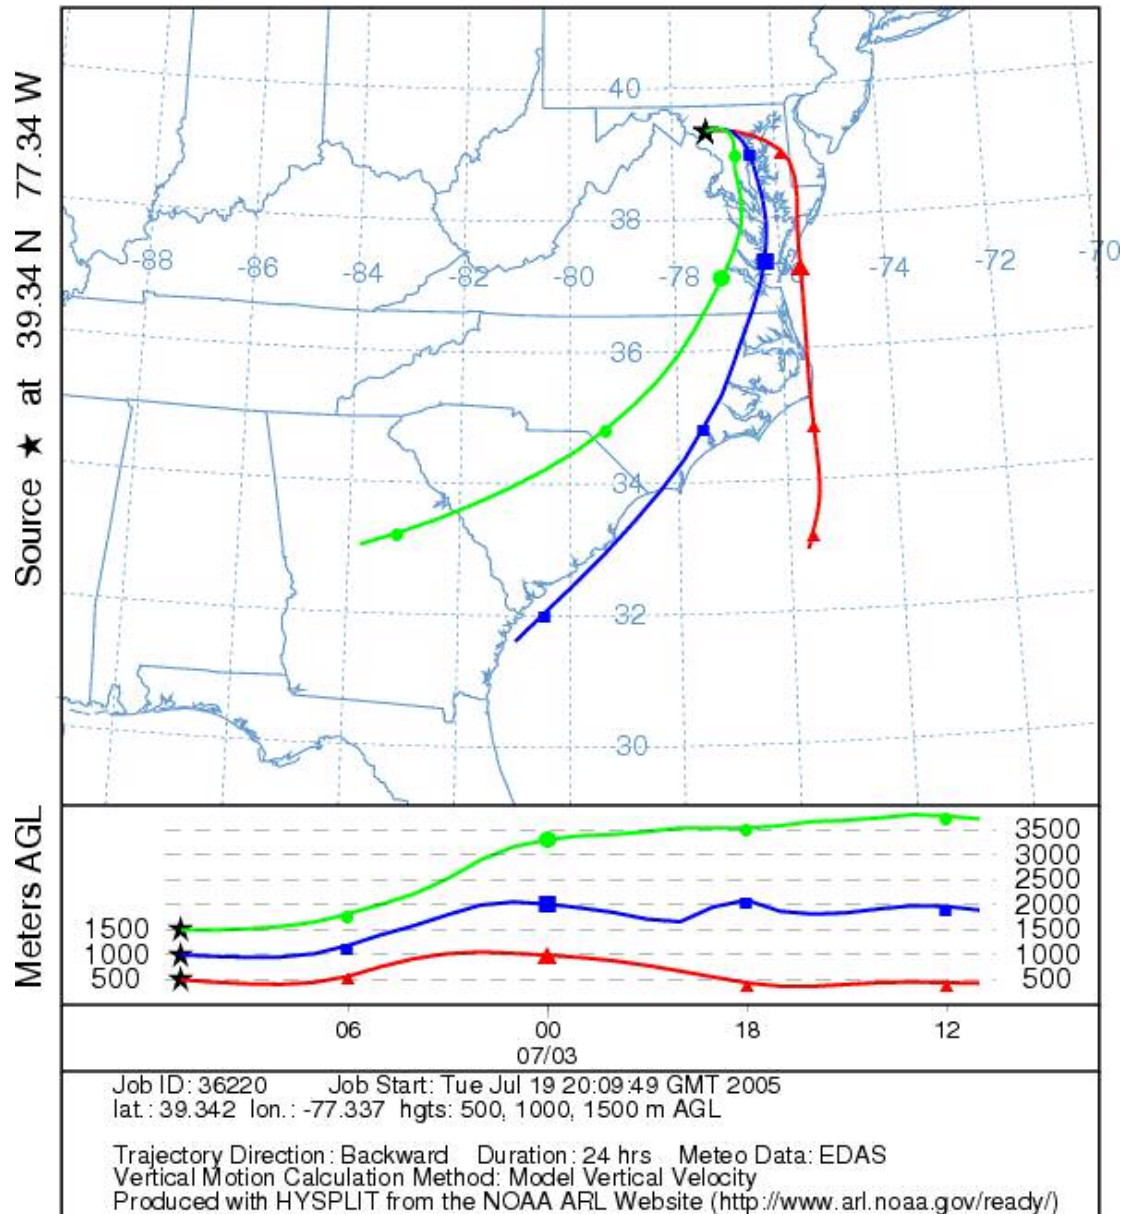 Source ★ at 39.34 N 77.34 W
40
38
-88 -86 -84 -82 -80 -78 -74 -72 -70
36
34
32
30
Meters AGL
3500
3000
2500
2000
1500 1500
1000 1000
500 500
06 00 18 12
07/03
Job ID: 36220 Job Start: Tue Jul 19 20:09:49 GMT 2005
lat.: 39.342 lon.: -77.337 hgts: 500, 1000, 1500 m AGL
Trajectory Direction: Backward Duration: 24 hrs Meteo Data: EDAS
Vertical Motion Calculation Method: Model Vertical Velocity
Produced with HYSPLIT from the NOAA ARL Website (http://www.arl.noaa.gov/ready/)